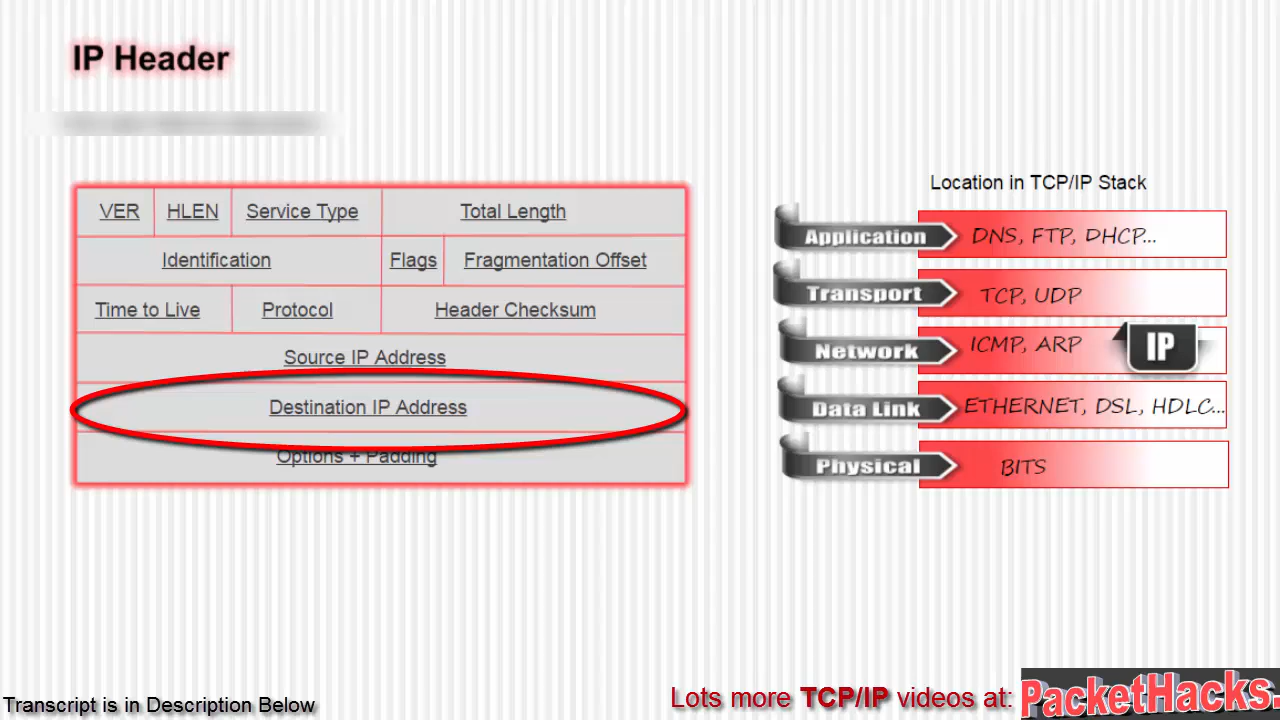 IP Header
VER HLEN Service Type Total Length
Identification Flags Fragmentation Offset
Time to Live Protocol Header Checksum
Source IP Address
Destination IP Address
Options + Padding
Location in TCP/IP Stack
Application DNS, FTP, DHCP...
Transport TCP, UDP
Network ICMP, ARP IP
Data Link ETHERNET, DSL, HDLC...
Physical BITS
Transcript is in Description Below
Lots more TCP/IP videos at: PacketHacks.